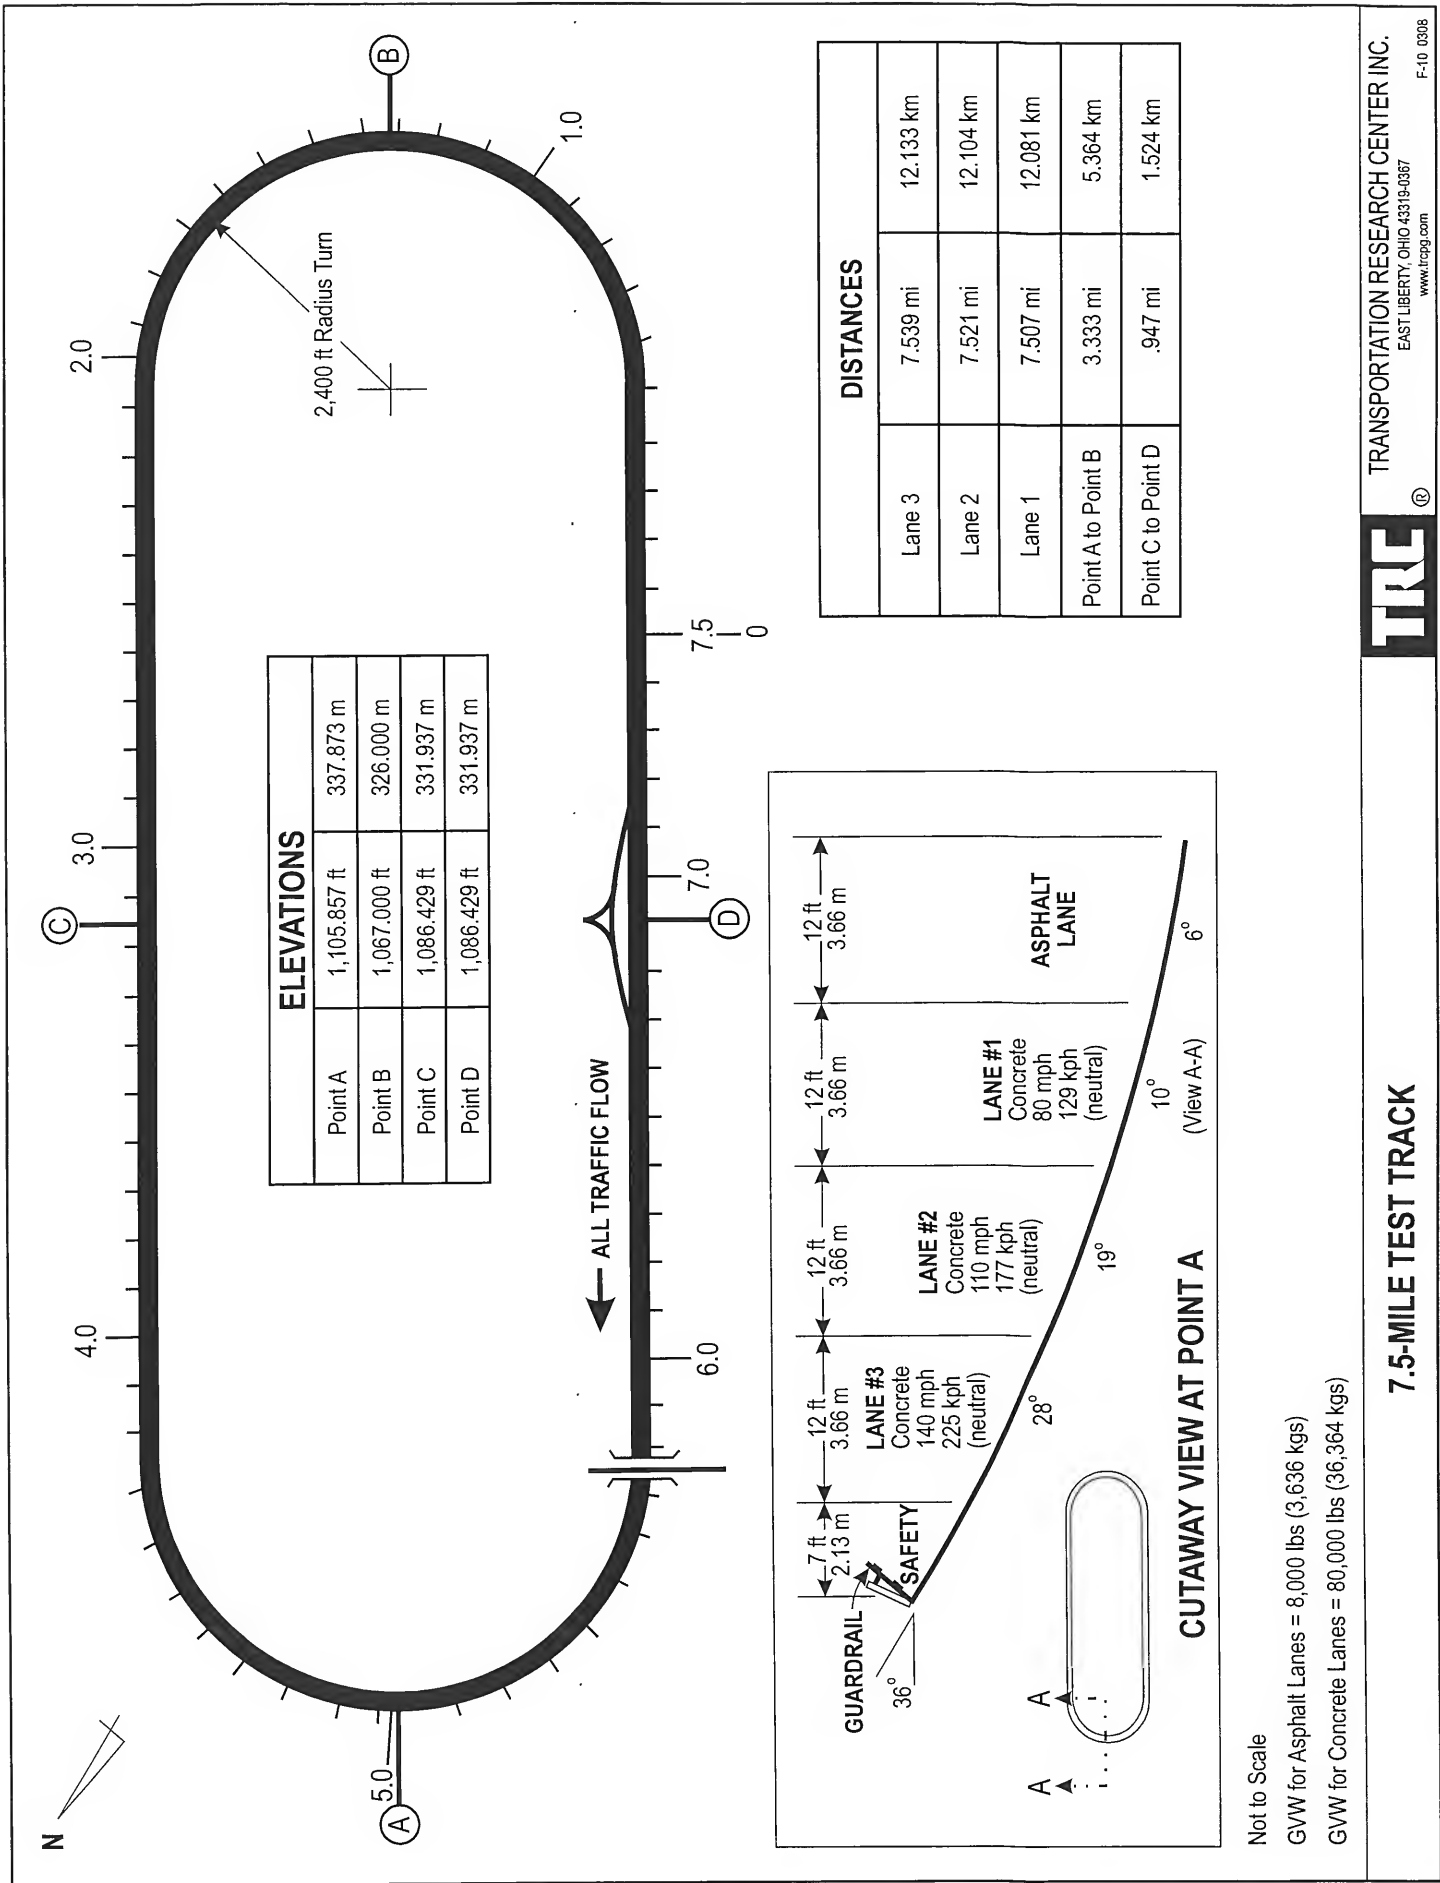 N
C
4.0
3.0
2.0
2,400 ft Radius Turn
ELEVATIONS
Point A 1,105.857 ft 337.873 m
Point B 1,067.000 ft 326.000 m
Point C 1,086.429 ft 331.937 m
Point D 1,086.429 ft 331.937 m
A
5.0
B
1.0
ALL TRAFFIC FLOW
6.0
7.0
D
7.5
0
GUARDRAIL
36°
7 ft
2.13 m
SAFETY
12 ft
3.66 m
LANE #3
Concrete
140 mph
225 kph
(neutral)
28°
12 ft
3.66 m
LANE #2
Concrete
110 mph
177 kph
(neutral)
19°
12 ft
3.66 m
LANE #1
Concrete
80 mph
129 kph
(neutral)
10°
(View A-A)
12 ft
3.66 m
ASPHALT
LANE
6°
A A
CUTAWAY VIEW AT POINT A
DISTANCES
Lane 3 7.539 mi 12.133 km
Lane 2 7.521 mi 12.104 km
Lane 1 7.507 mi 12.081 km
Point A to Point B 3.333 mi 5.364 km
Point C to Point D .947 mi 1.524 km
Not to Scale
GVW for Asphalt Lanes = 8,000 lbs (3,636 kgs)
GVW for Concrete Lanes = 80,000 lbs (36,364 kgs)
7.5-MILE TEST TRACK
TRC ®
TRANSPORTATION RESEARCH CENTER INC.
EAST LIBERTY, OHIO 43319-0367
www.trcpg.com
F-10 0308